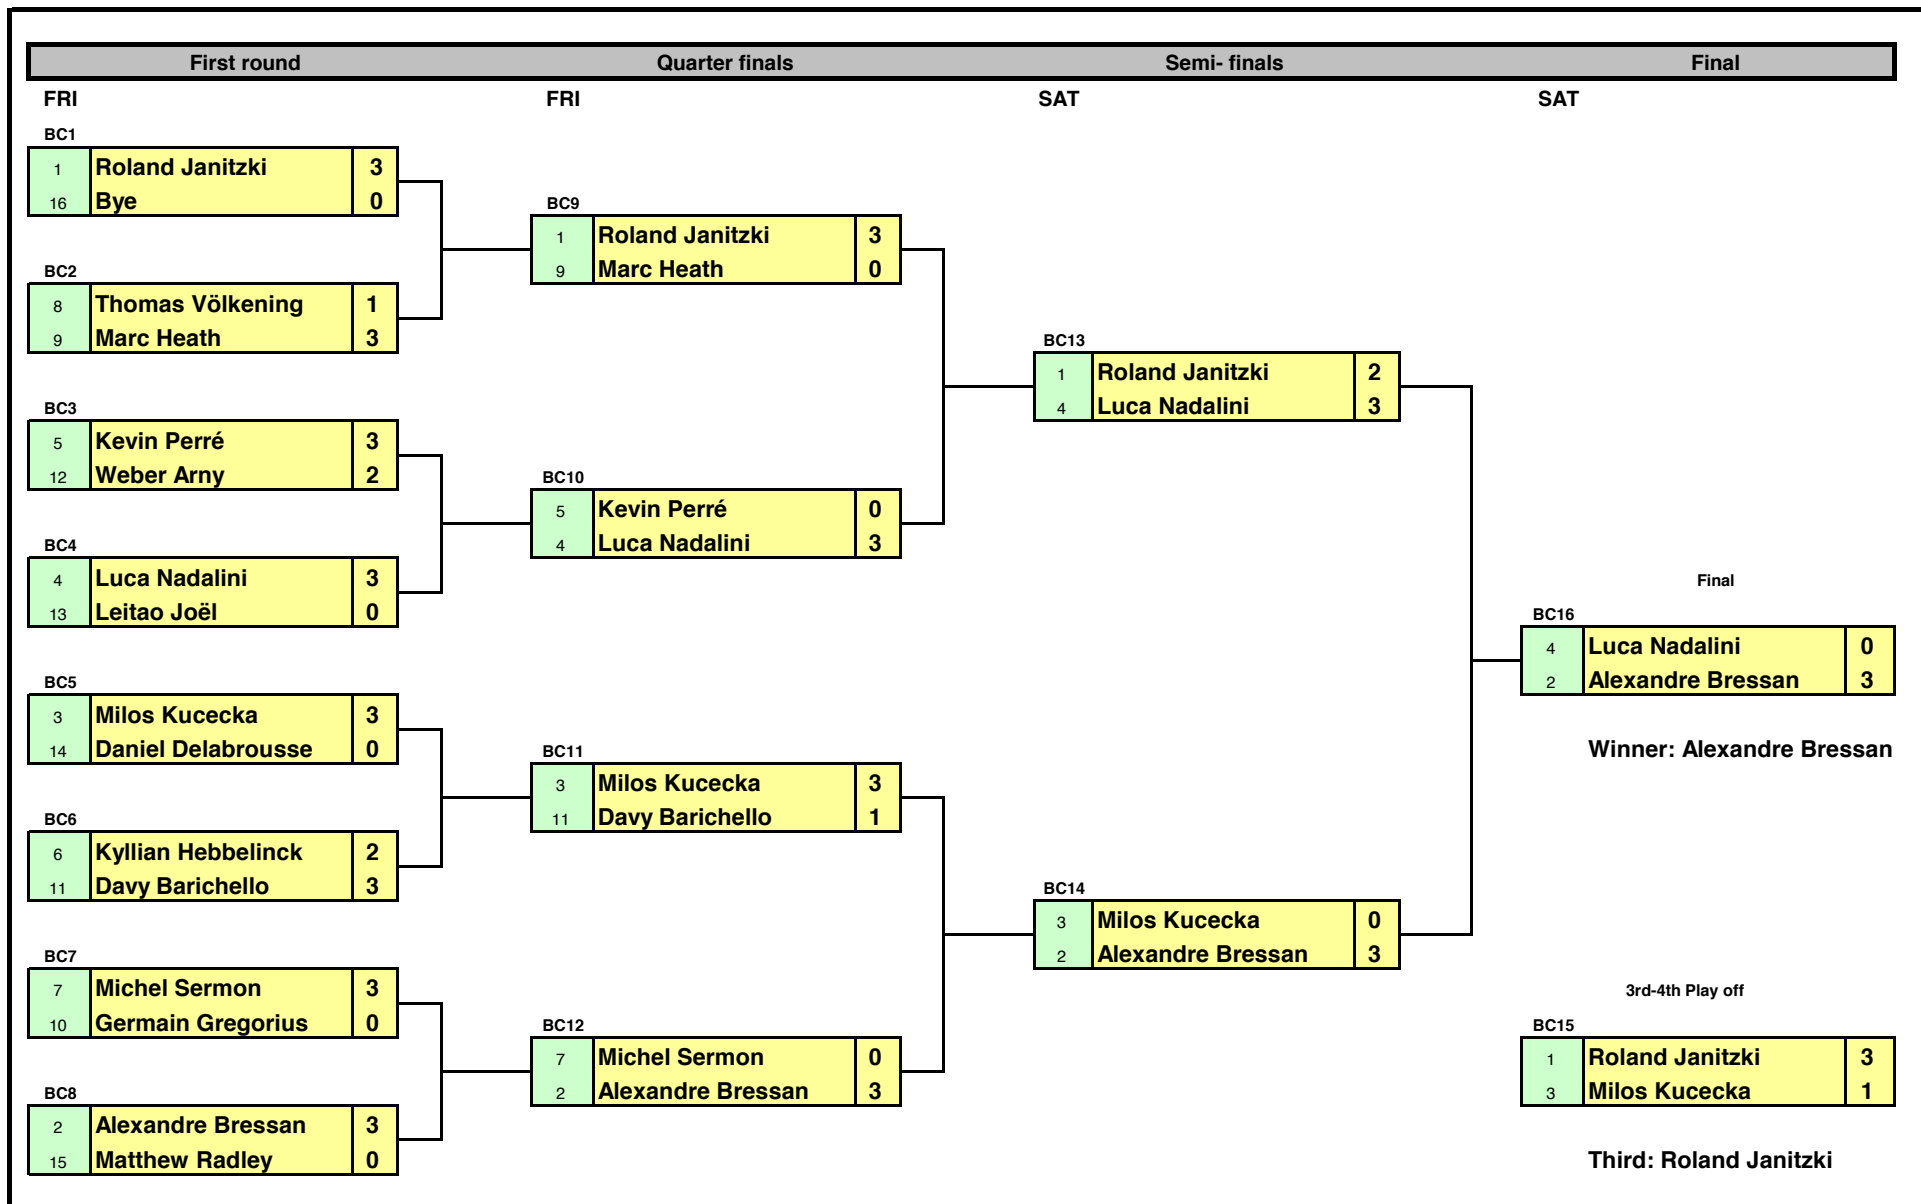 First round Quarter finals Semi- finals Final
FRI FRI SAT SAT
BC1
1 Roland Janitzki 3
16 Bye 0
BC2
8 Thomas Völkening 1
9 Marc Heath 3
BC3
5 Kevin Perré 3
12 Weber Arny 2
BC4
4 Luca Nadalini 3
13 Leitao Joël 0
BC5
3 Milos Kucecka 3
14 Daniel Delabrousse 0
BC6
6 Kyllian Hebbelinck 2
11 Davy Barichello 3
BC7
7 Michel Sermon 3
10 Germain Gregorius 0
BC8
2 Alexandre Bressan 3
15 Matthew Radley 0
BC9
1 Roland Janitzki 3
9 Marc Heath 0
BC10
5 Kevin Perré 0
4 Luca Nadalini 3
BC11
3 Milos Kucecka 3
11 Davy Barichello 1
BC12
7 Michel Sermon 0
2 Alexandre Bressan 3
BC13
1 Roland Janitzki 2
4 Luca Nadalini 3
BC14
3 Milos Kucecka 0
2 Alexandre Bressan 3
Final
BC16
4 Luca Nadalini 0
2 Alexandre Bressan 3
Winner: Alexandre Bressan
3rd-4th Play off
BC15
1 Roland Janitzki 3
3 Milos Kucecka 1
Third: Roland Janitzki